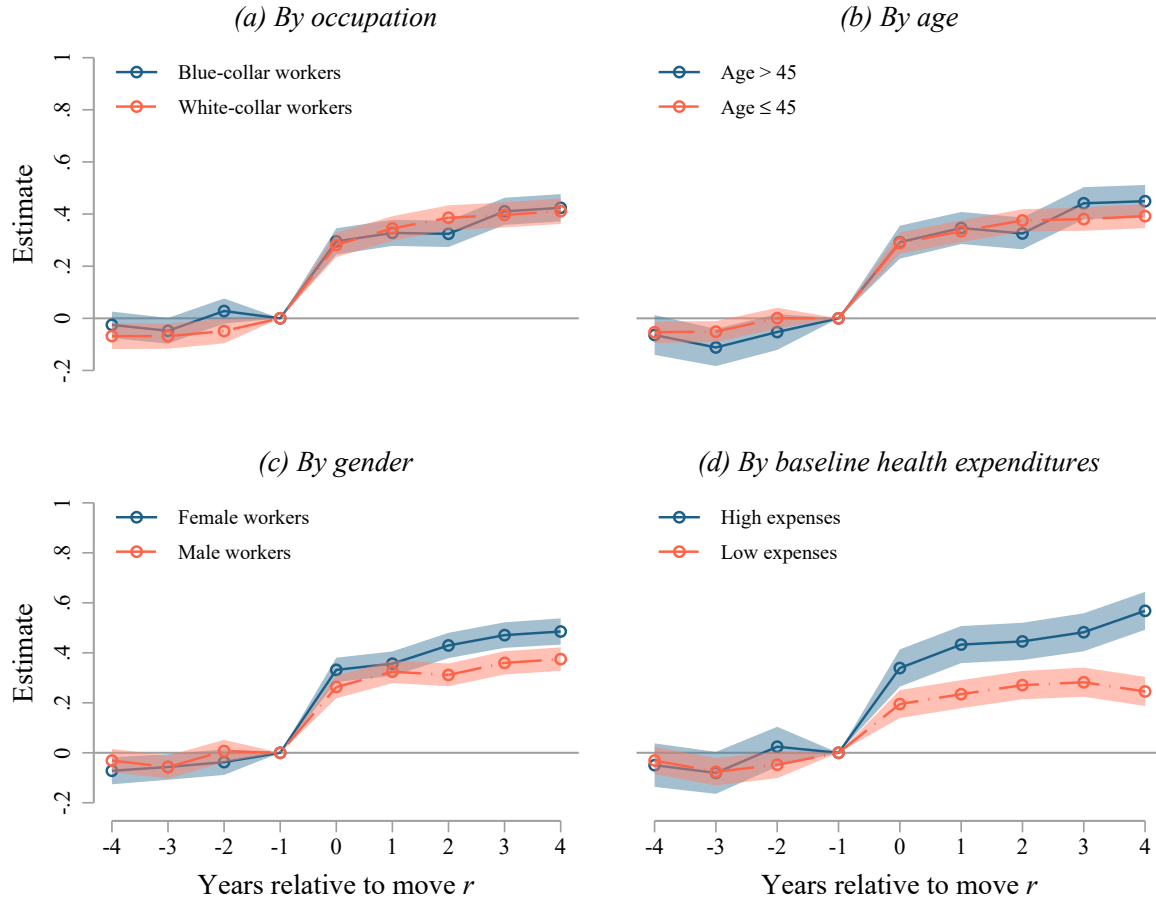 (a) By occupation
(b) By age
Estimate
1
.8
.6
.4
.2
0
-.2
Blue-collar workers
White-collar workers
Age > 45
Age ≤ 45
(c) By gender
(d) By baseline health expenditures
Estimate
1
.8
.6
.4
.2
0
-.2
Female workers
Male workers
High expenses
Low expenses
-4 -3 -2 -1 0 1 2 3 4
-4 -3 -2 -1 0 1 2 3 4
Years relative to move r
Years relative to move r